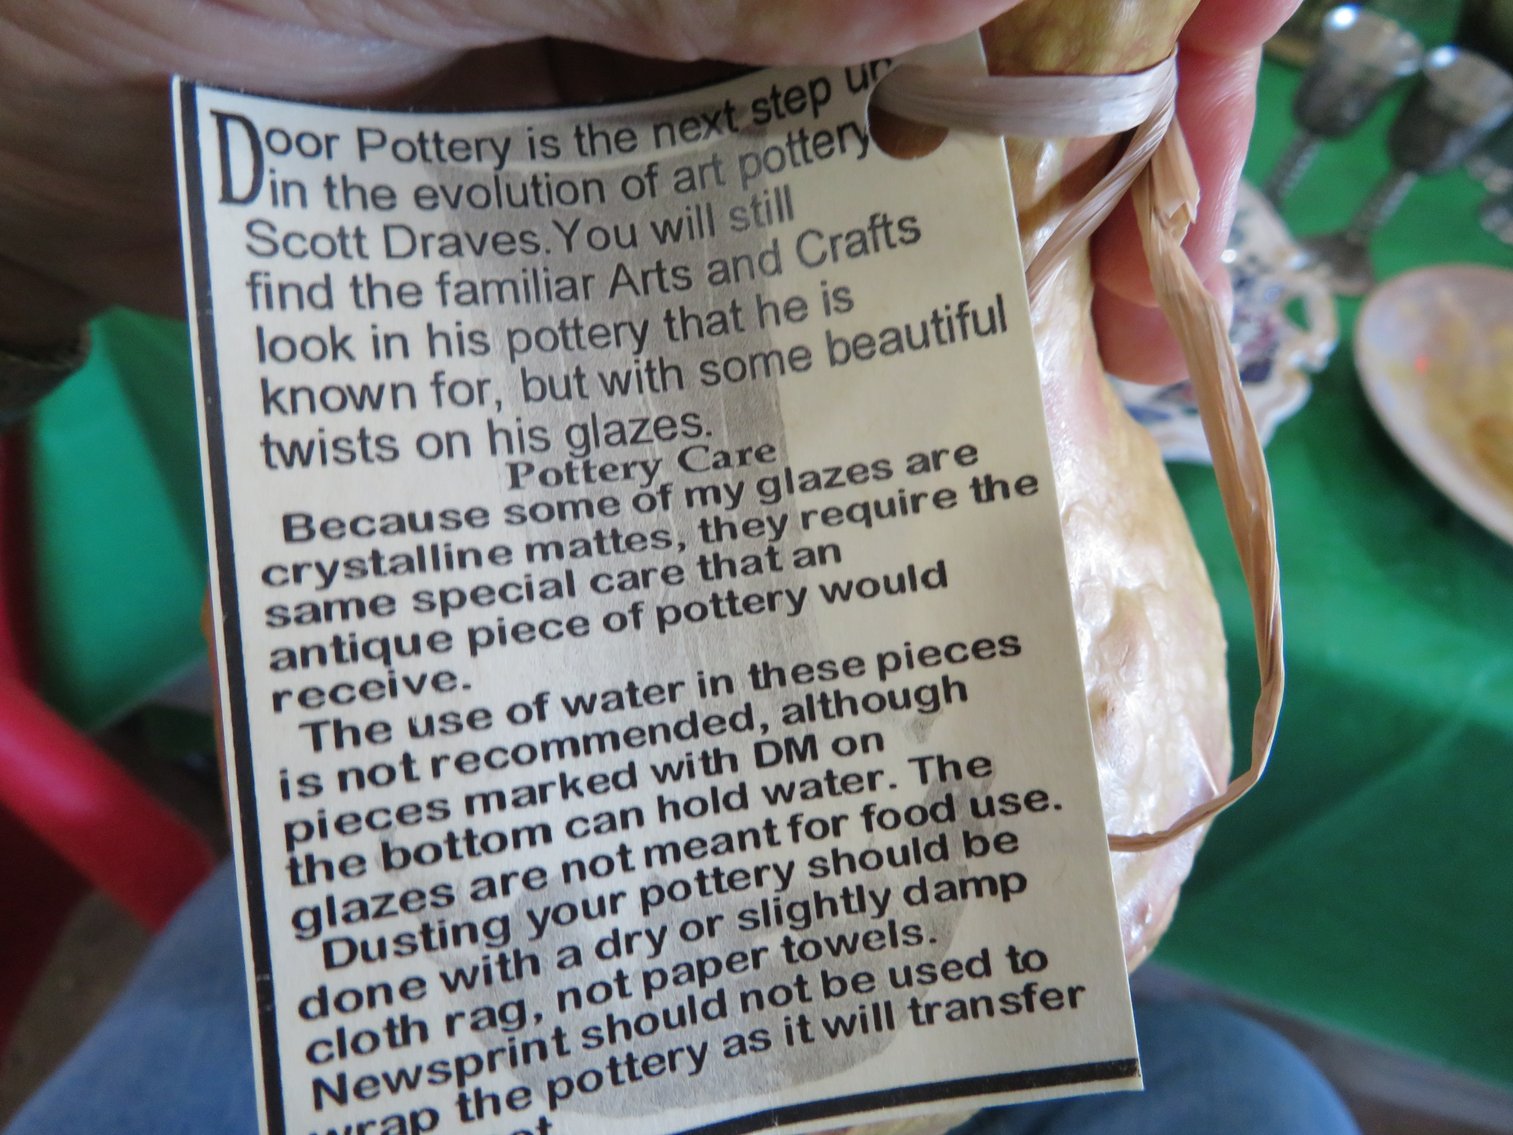 Door Pottery is the next step up
in the evolution of art pottery
Scott Draves. You will still
find the familiar Arts and Crafts
look in his pottery that he is
known for, but with some beautiful
twists on his glazes.
Pottery Care
Because some of my glazes are
crystalline mattes, they require the
same special care that an
antique piece of pottery would
receive.
The use of water in these pieces
is not recommended, although
pieces marked with DM on
the bottom can hold water. The
glazes are not meant for food use.
Dusting your pottery should be
done with a dry or slightly damp
cloth rag, not paper towels.
Newsprint should not be used to
wrap the pottery as it will transfer